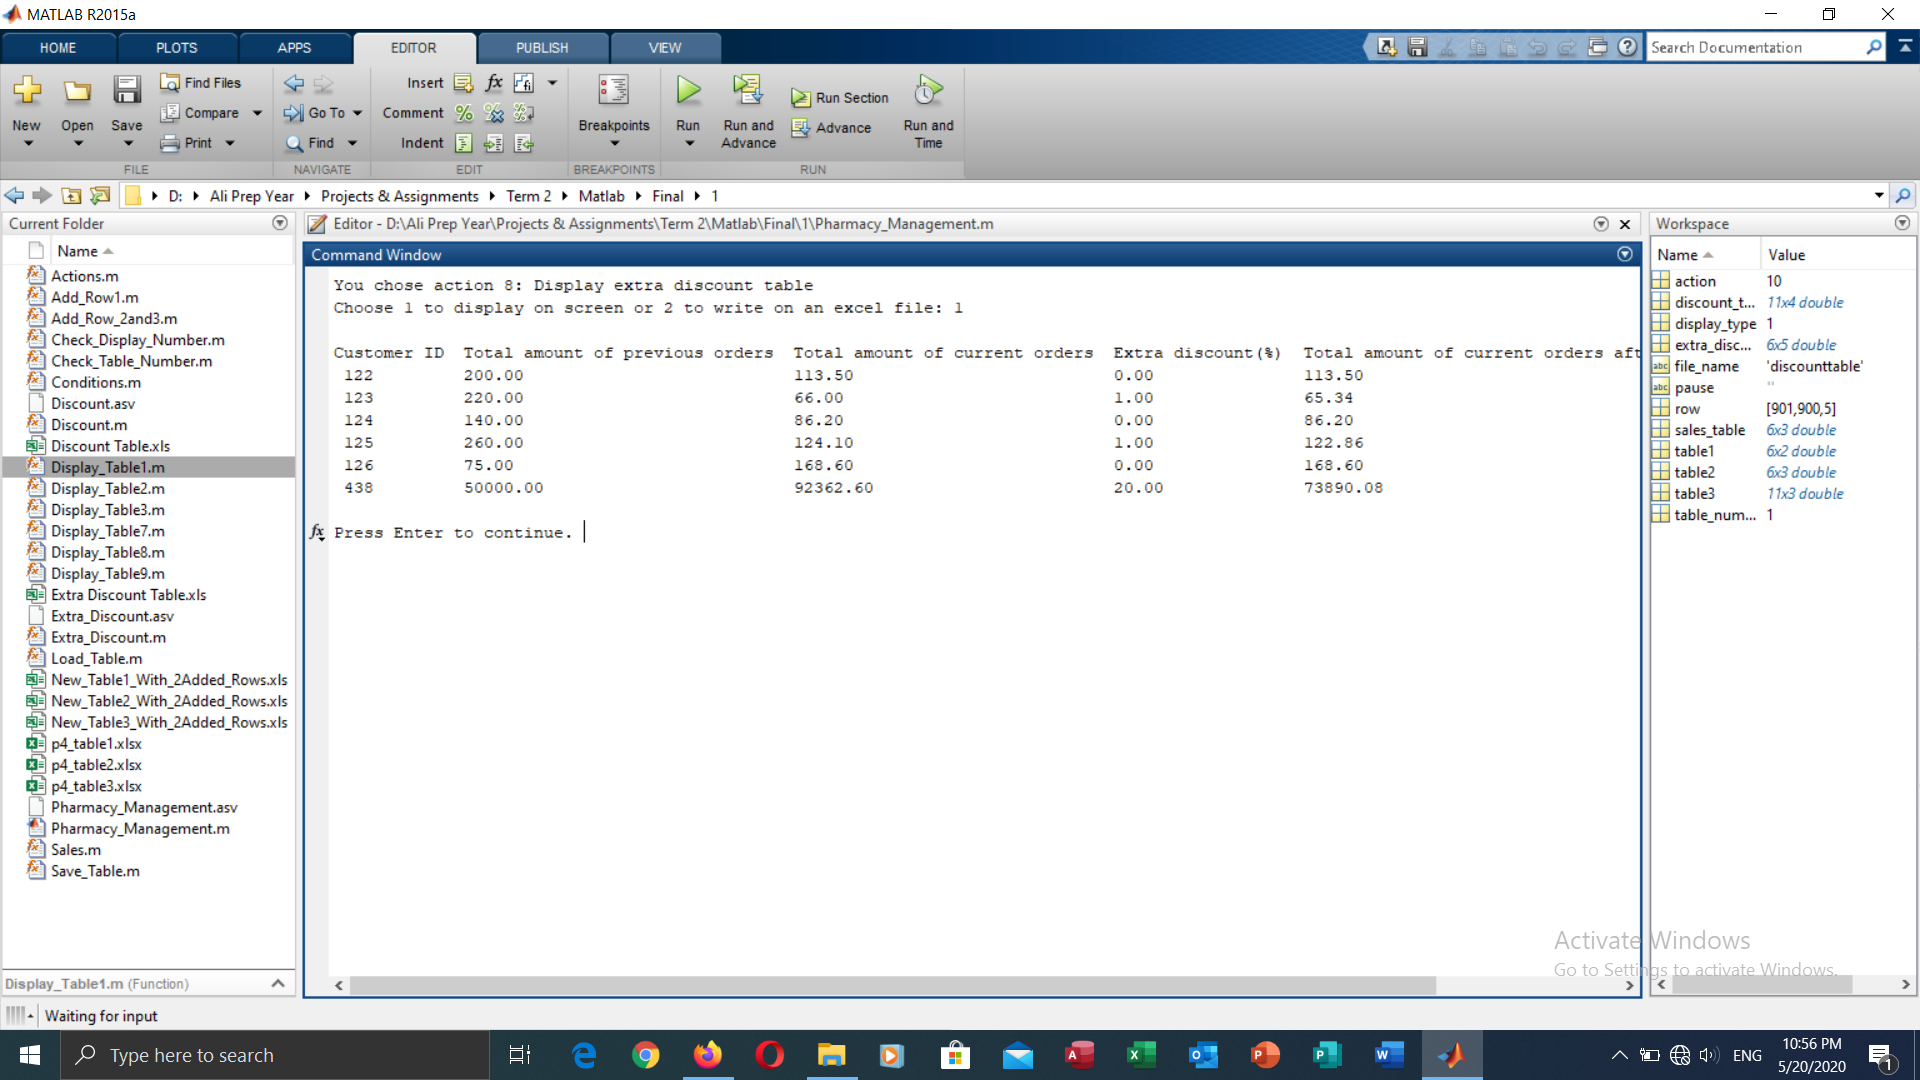 MATLAB R2015a
HOME PLOTS APPS EDITOR PUBLISH VIEW
Search Documentation
New Open Save
Find Files
Compare
Print
Go To
Find
Insert
Comment
Indent
Breakpoints
Run
Run and Advance
Run Section
Advance
Run and Time
FILE NAVIGATE EDIT BREAKPOINTS RUN
D: Ali Prep Year Projects & Assignments Term 2 Matlab Final 1
Current Folder
Name
Actions.m
Add_Row1.m
Add_Row_2and3.m
Check_Display_Number.m
Check_Table_Number.m
Conditions.m
Discount.asv
Discount.m
Discount Table.xls
Display_Table1.m
Display_Table2.m
Display_Table3.m
Display_Table7.m
Display_Table8.m
Display_Table9.m
Extra Discount Table.xls
Extra_Discount.asv
Extra_Discount.m
Load_Table.m
New_Table1_With_2Added_Rows.xls
New_Table2_With_2Added_Rows.xls
New_Table3_With_2Added_Rows.xls
p4_table1.xlsx
p4_table2.xlsx
p4_table3.xlsx
Pharmacy_Management.asv
Pharmacy_Management.m
Sales.m
Save_Table.m
Display_Table1.m (Function)
Editor - D:\Ali Prep Year\Projects & Assignments\Term 2\Matlab\Final\1\Pharmacy_Management.m
Command Window
You chose action 8: Display extra discount table
Choose 1 to display on screen or 2 to write on an excel file: 1
Customer ID Total amount of previous orders Total amount of current orders Extra discount(%) Total amount of current orders aft
122 200.00 113.50 0.00 113.50
123 220.00 66.00 1.00 65.34
124 140.00 86.20 0.00 86.20
125 260.00 124.10 1.00 122.86
126 75.00 168.60 0.00 168.60
438 50000.00 92362.60 20.00 73890.08
fx Press Enter to continue.
Workspace
Name Value
action 10
discount_t... 11x4 double
display_type 1
extra_disc... 6x5 double
file_name 'discounttable'
pause ''
row [901,900,5]
sales_table 6x3 double
table1 6x2 double
table2 6x3 double
table3 11x3 double
table_num... 1
Activate Windows
Go to Settings to activate Windows.
Waiting for input
Type here to search
ENG
10:56 PM
5/20/2020
1